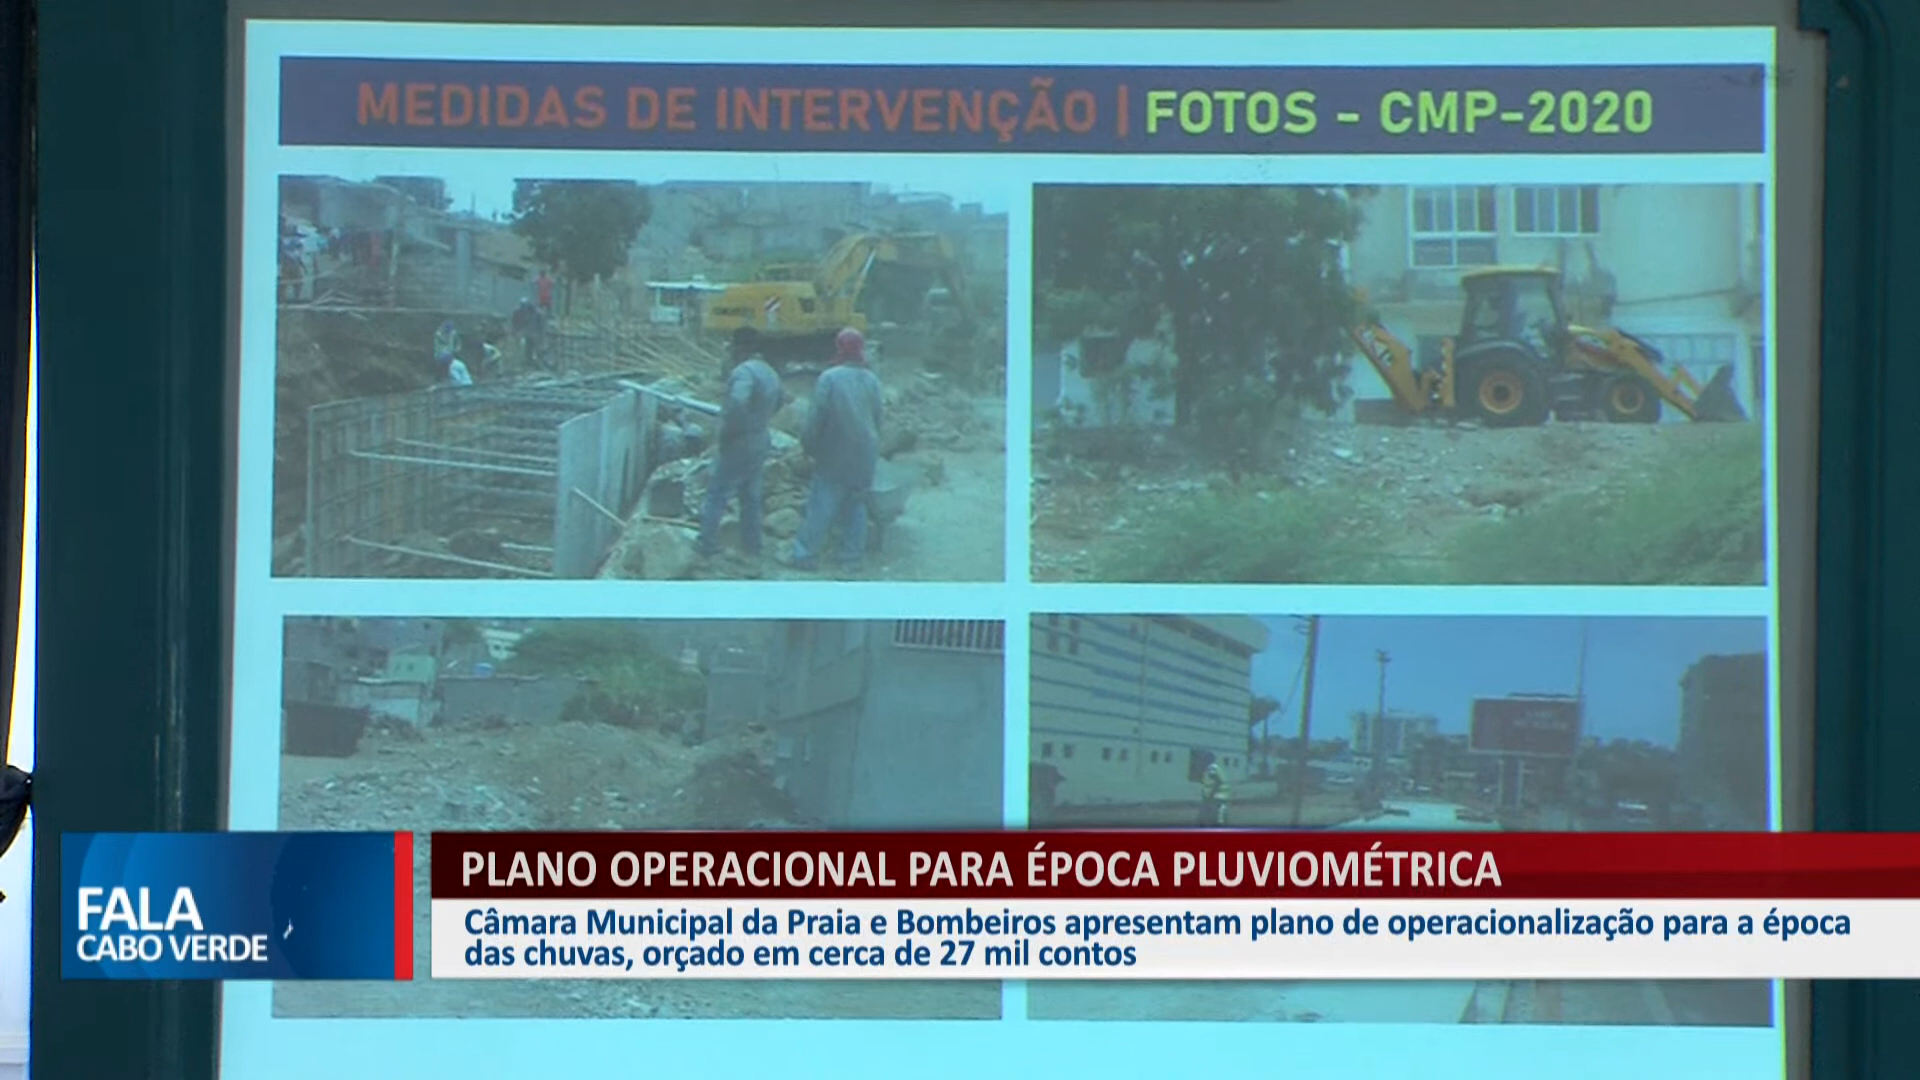 MEDIDAS DE INTERVENÇÃO | FOTOS - CMP-2020
FALA
CABO VERDE
PLANO OPERACIONAL PARA ÉPOCA PLUVIOMÉTRICA
Câmara Municipal da Praia e Bombeiros apresentam plano de operacionalização para a época
das chuvas, orçado em cerca de 27 mil contos